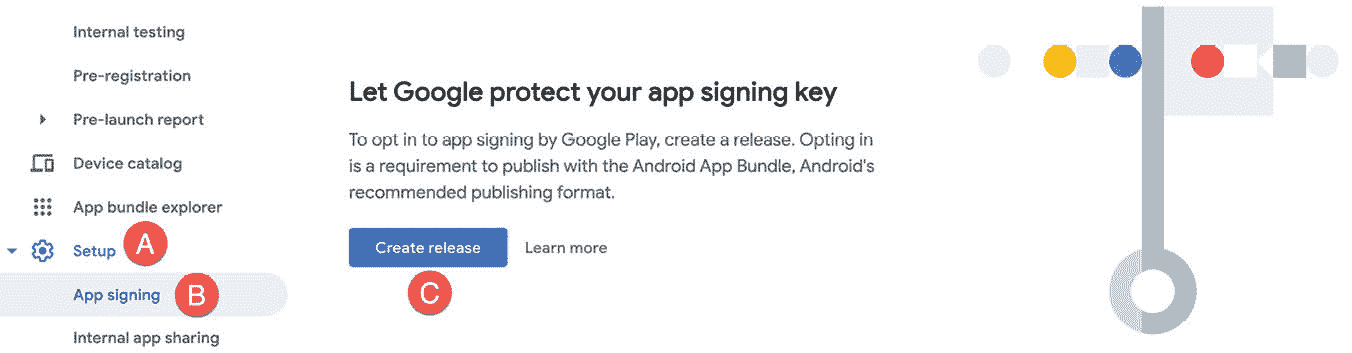 Internal testing
Pre-registration
Pre-launch report
Device catalog
App bundle explorer
Setup A
App signing B
Internal app sharing
Let Google protect your app signing key
To opt in to app signing by Google Play, create a release. Opting in
is a requirement to publish with the Android App Bundle, Android's
recommended publishing format.
Create release Learn more
C